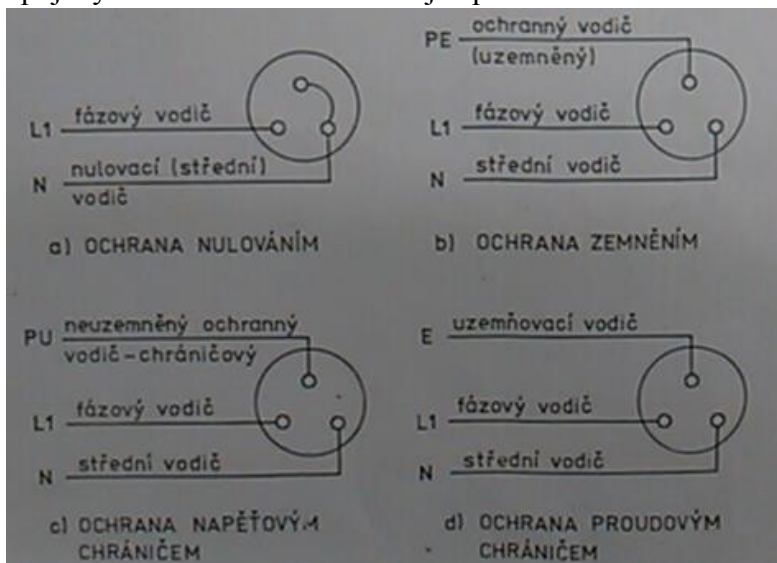 PE ochranný vodič
(uzemněný)
L1 fázový vodič
N nulovací (střední)
vodič
a) OCHRANA NULOVÁNÍM
L1 fázový vodič
N střední vodič
b) OCHRANA ZEMNĚNÍM
PU neuzemněný ochranný
vodič-chráničový
L1 fázový vodič
N střední vodič
c) OCHRANA NAPĚŤOVÝM
CHRÁNIČEM
E uzemňovací vodič
L1 fázový vodič
N střední vodič
d) OCHRANA PROUDOVÝM
CHRÁNIČEM